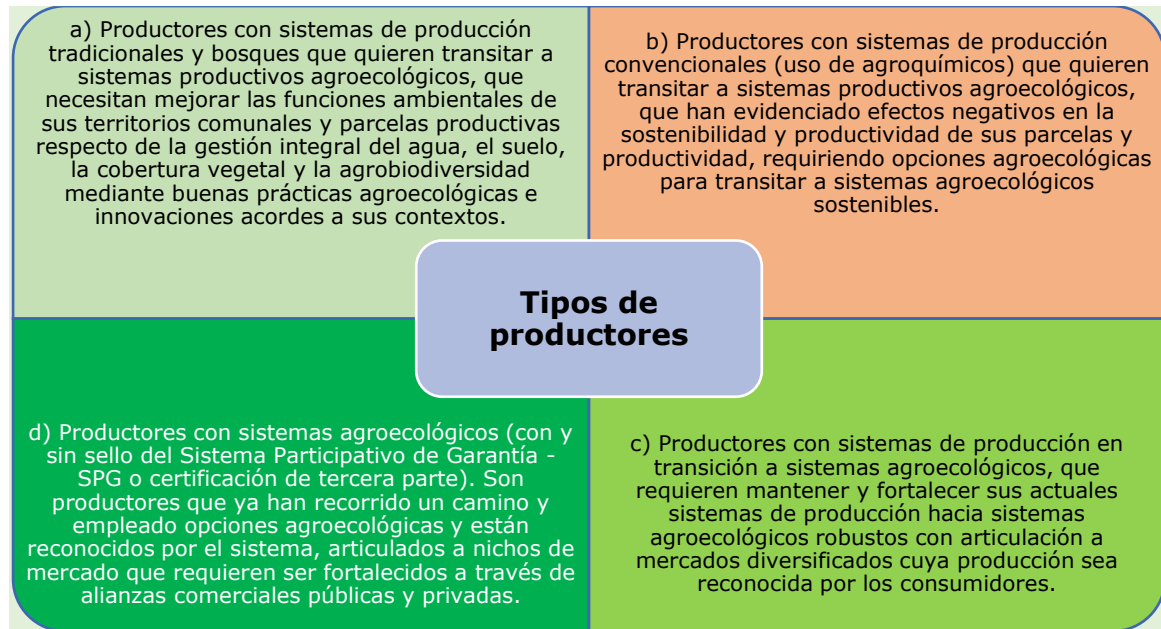 a) Productores con sistemas de producción
tradicionales y bosques que quieren transitar a
sistemas productivos agroecológicos, que
necesitan mejorar las funciones ambientales de
sus territorios comunales y parcelas productivas
respecto de la gestión integral del agua, el suelo,
la cobertura vegetal y la agrobiodiversidad
mediante buenas prácticas agroecológicas e
innovaciones acordes a sus contextos.
b) Productores con sistemas de producción
convencionales (uso de agroquímicos) que quieren
transitar a sistemas productivos agroecológicos,
que han evidenciado efectos negativos en la
sostenibilidad y productividad de sus parcelas y
productividad, requiriendo opciones agroecológicas
para transitar a sistemas agroecológicos
sostenibles.
Tipos de
productores
d) Productores con sistemas agroecológicos (con y
sin sello del Sistema Participativo de Garantía -
SPG o certificación de tercera parte). Son
productores que ya han recorrido un camino y
empleado opciones agroecológicas y están
reconocidos por el sistema, articulados a nichos de
mercado que requieren ser fortalecidos a través de
alianzas comerciales públicas y privadas.
c) Productores con sistemas de producción en
transición a sistemas agroecológicos, que
requieren mantener y fortalecer sus actuales
sistemas de producción hacia sistemas
agroecológicos robustos con articulación a
mercados diversificados cuya producción sea
reconocida por los consumidores.